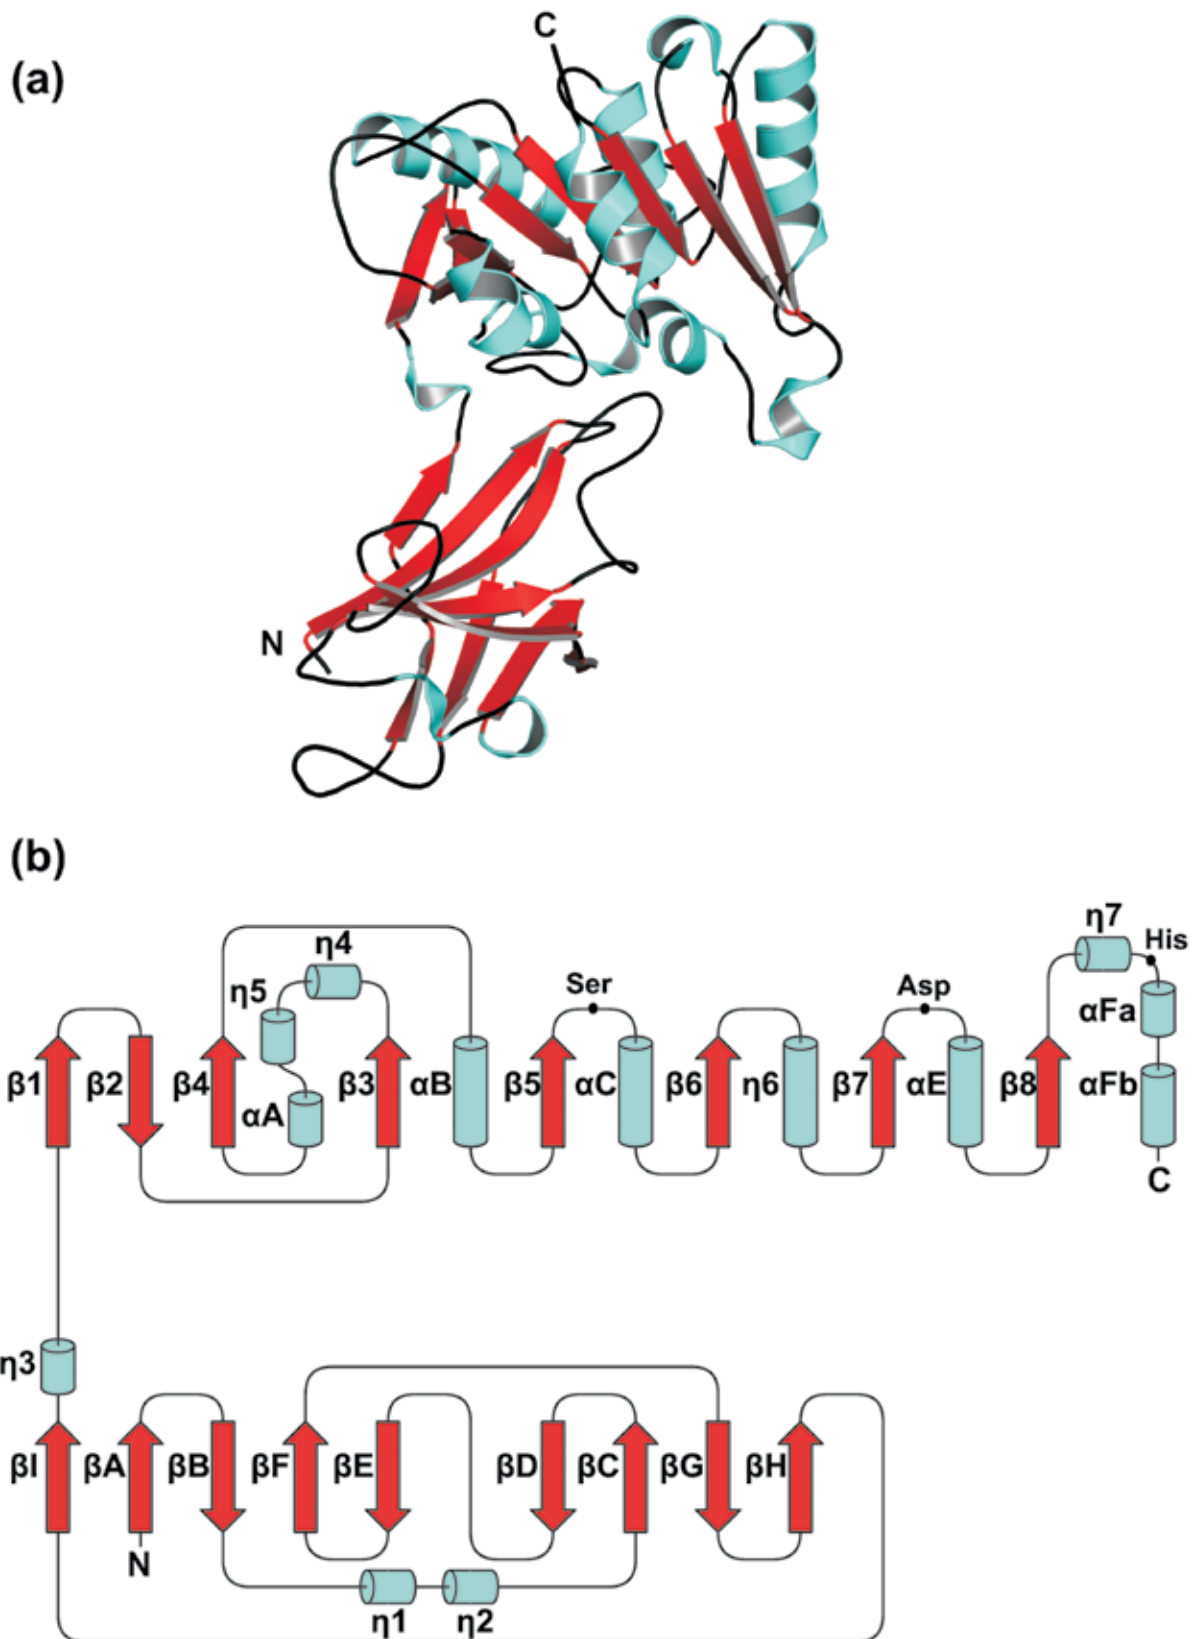 (a)
C
N
(b)
η7
His
η4
η5
Ser
Asp
αFa
β1 β2 β4 αA β3 αB β5 αC β6 η6 β7 αE β8 αFb
C
η3
βI βA βB βF βE βD βC βG βH
N
η1 η2